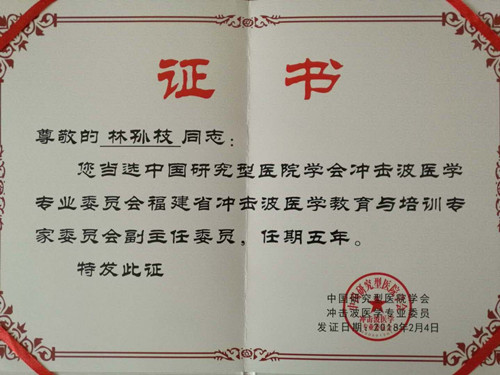 证书
尊敬的 林孙枝 同志：
您当选中国研究型医院学会冲击波医学
专业委员会福建省冲击波医学教育与培训专
家委员会副主任委员，任期五年。
特发此证
中国研究型医院学会
冲击波医学专业委员
发证日期：2018年2月4日